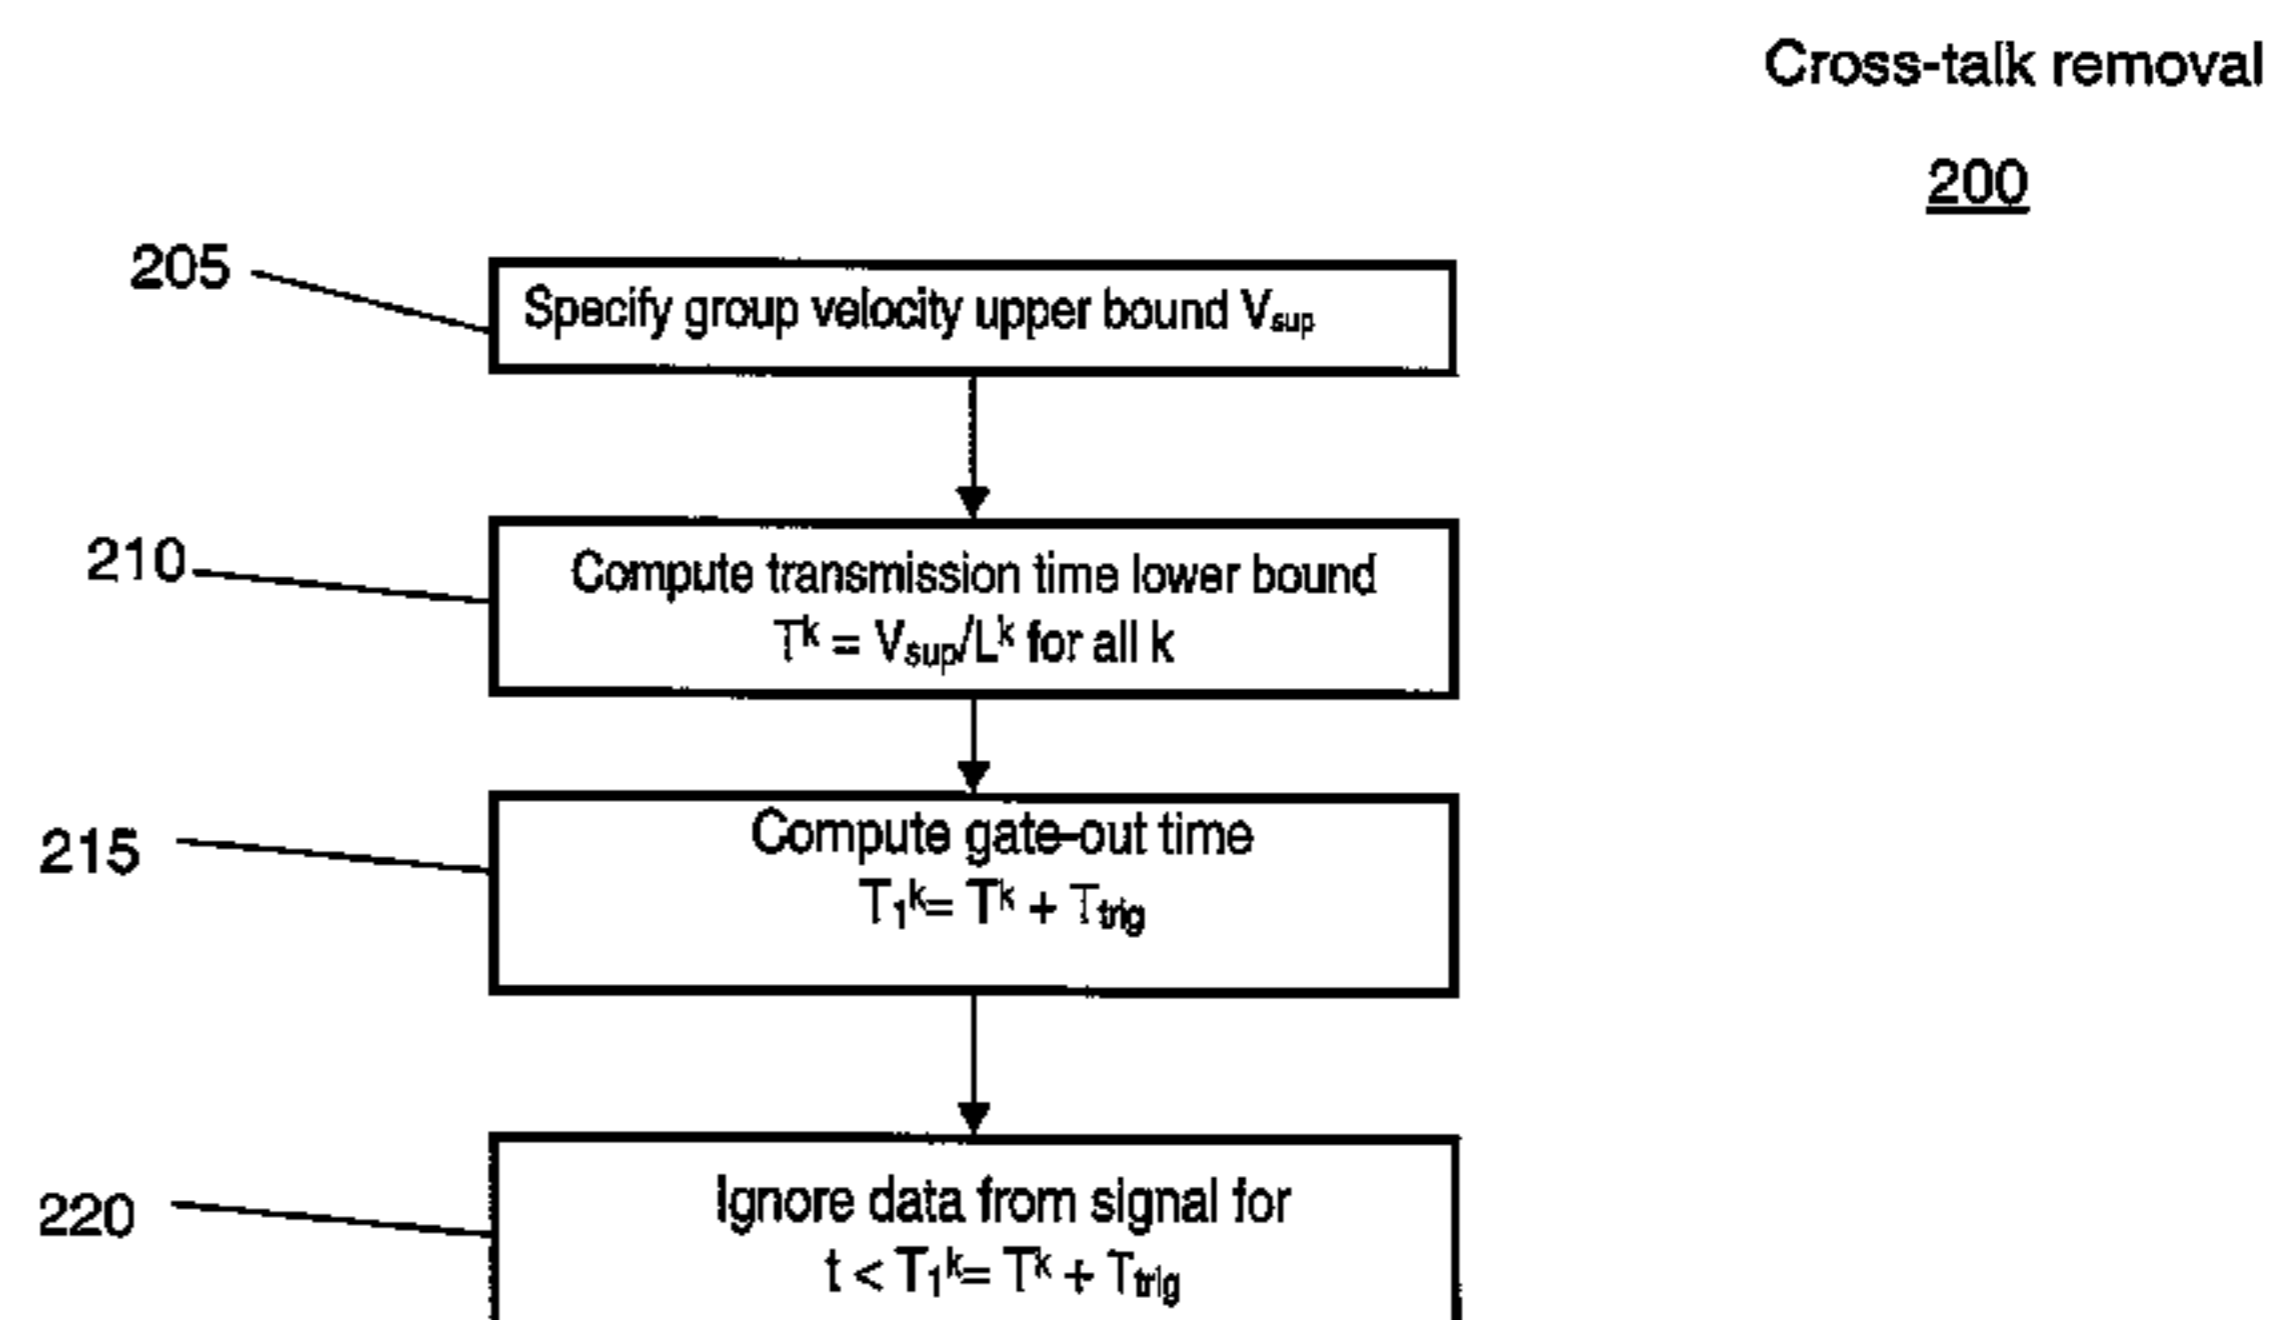 Cross-talk removal
200
205
Specify group velocity upper bound Vsup
210
Compute transmission time lower bound
Tᵏ = Vsup/Lᵏ for all k
215
Compute gate-out time
T₁ᵏ= Tᵏ + Ttrig
220
Ignore data from signal for
t < T₁ᵏ= Tᵏ + Ttrig